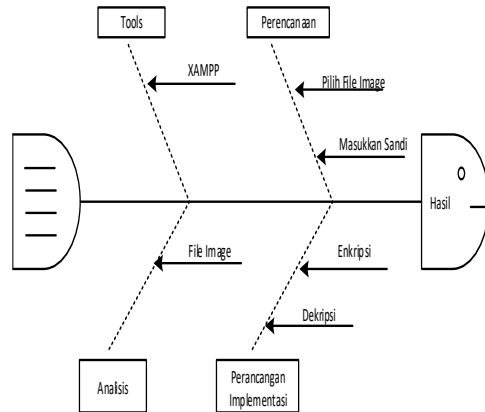 Tools
Perencanaan
XAMPP
Pilih File Image
Masukkan Sandi
Hasil
File Image
Enkripsi
Dekripsi
Analisis
Perancangan
Implementasi